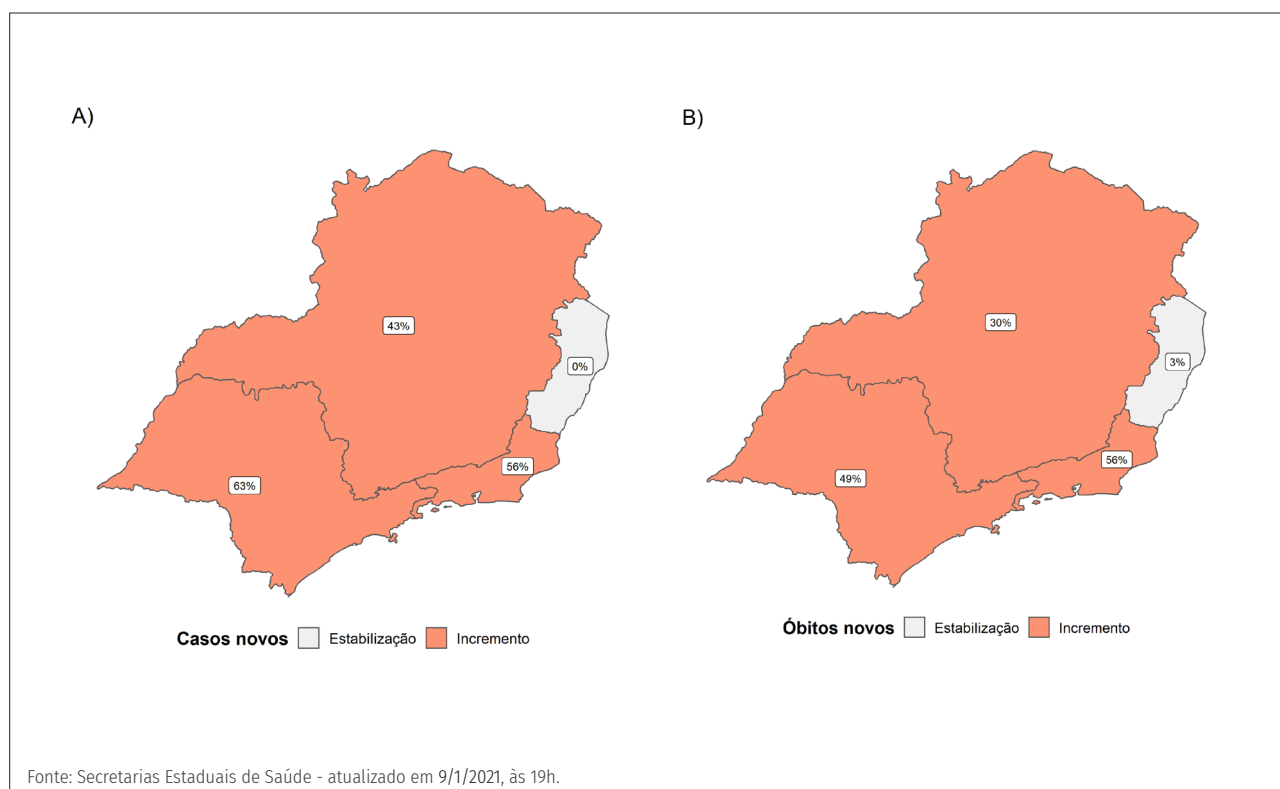 A)
43%
0%
56%
63%
Casos novos Estabilização Incremento
B)
30%
3%
56%
49%
Óbitos novos Estabilização Incremento
Fonte: Secretarias Estaduais de Saúde - atualizado em 9/1/2021, às 19h.